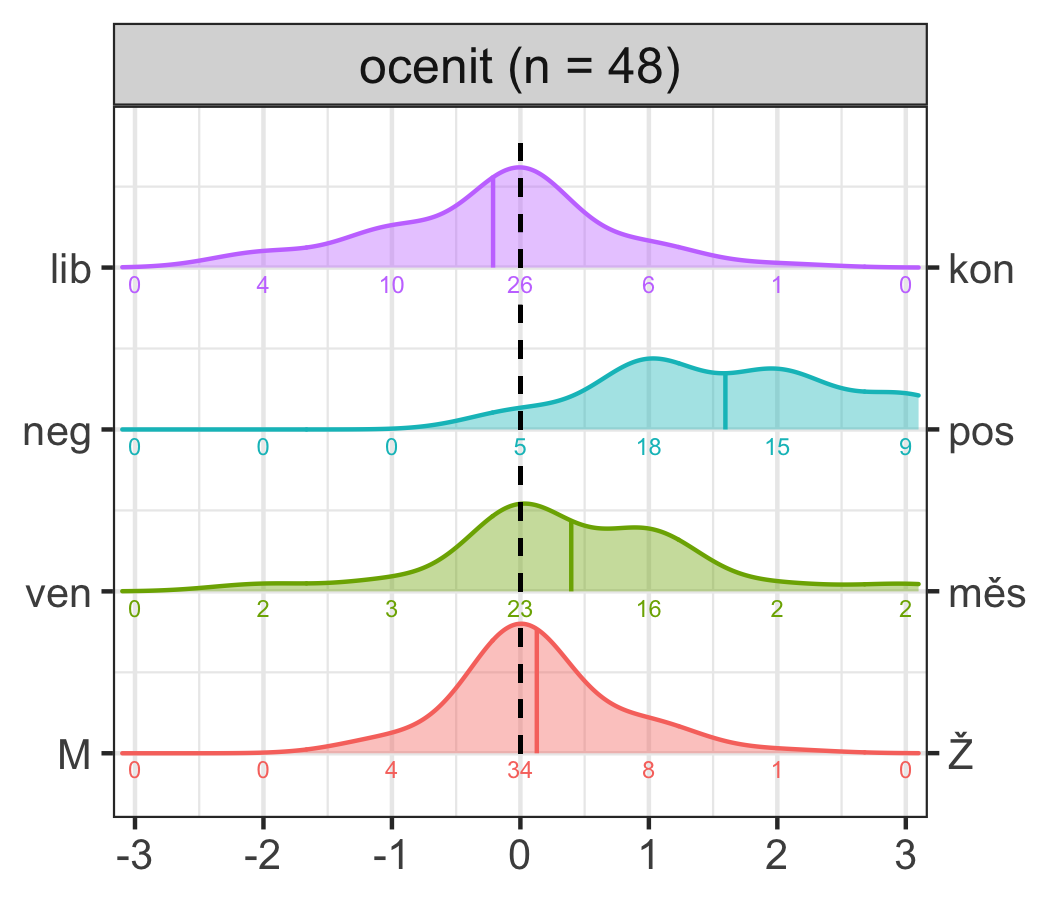 ocenit (n = 48)
lib kon
0 4 10 26 6 1 0
neg pos
0 0 0 5 18 15 9
ven měs
0 2 3 23 16 2 2
M Ž
0 0 4 34 8 1 0
-3 -2 -1 0 1 2 3